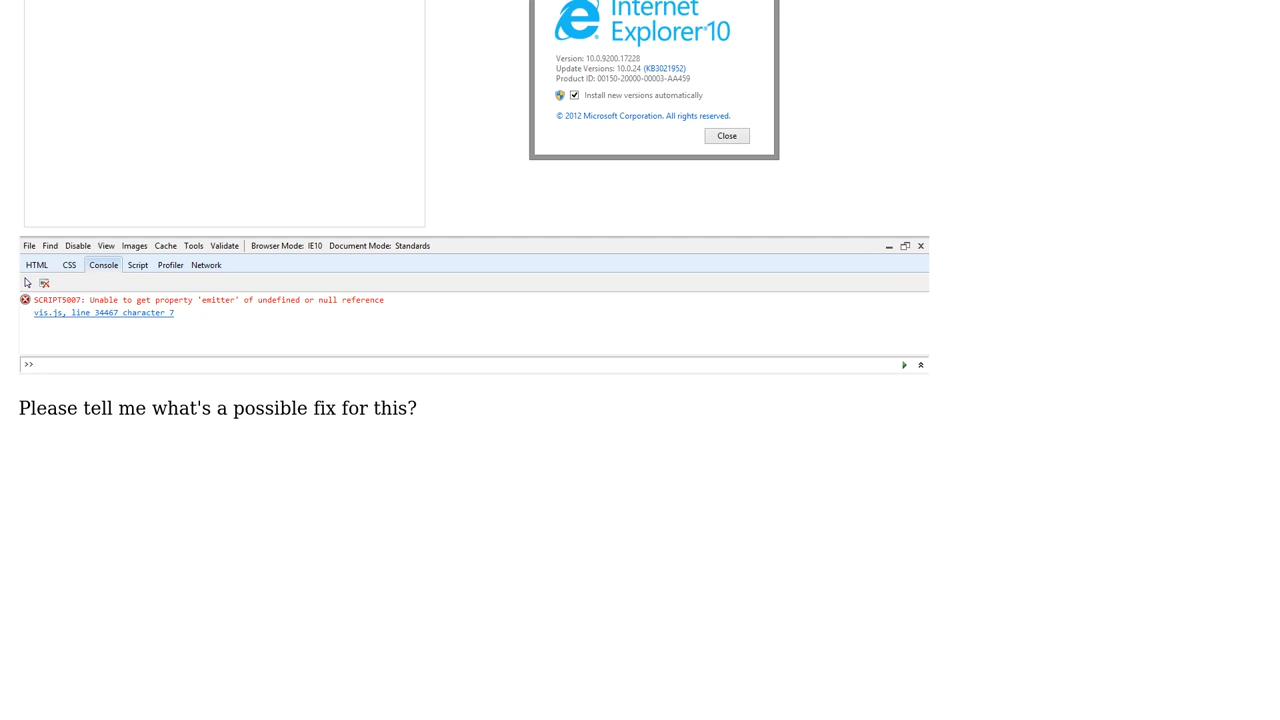 Internet
Explorer®10
Version: 10.0.9200.17228
Update Versions: 10.0.24 (KB3021952)
Product ID: 00150-20000-00003-AA459
Install new versions automatically
© 2012 Microsoft Corporation. All rights reserved.
Close
File Find Disable View Images Cache Tools Validate Browser Mode: IE10 Document Mode: Standards
HTML CSS Console Script Profiler Network
SCRIPT5007: Unable to get property 'emitter' of undefined or null reference
vis.js, line 34467 character 7
>>
Please tell me what's a possible fix for this?